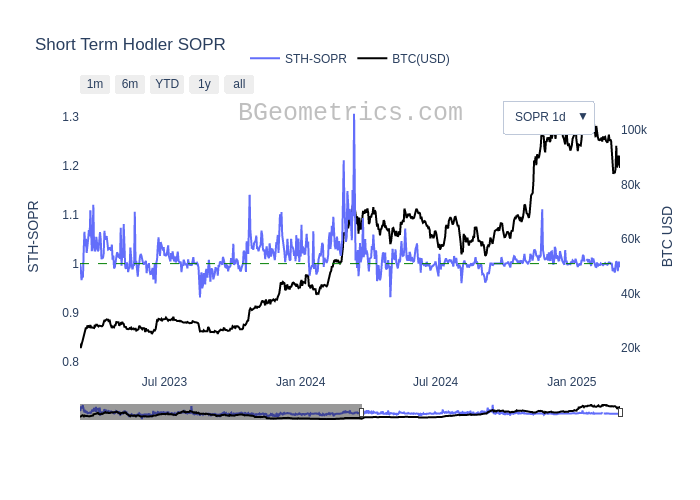 Short Term Hodler SOPR
STH-SOPR
BTC(USD)
1m 6m YTD 1y all
BGeometrics.com
SOPR 1d ▼
1.3
1.2
1.1
1
0.9
0.8
STH-SOPR
100k
80k
60k
40k
20k
BTC USD
Jul 2023 Jan 2024 Jul 2024 Jan 2025